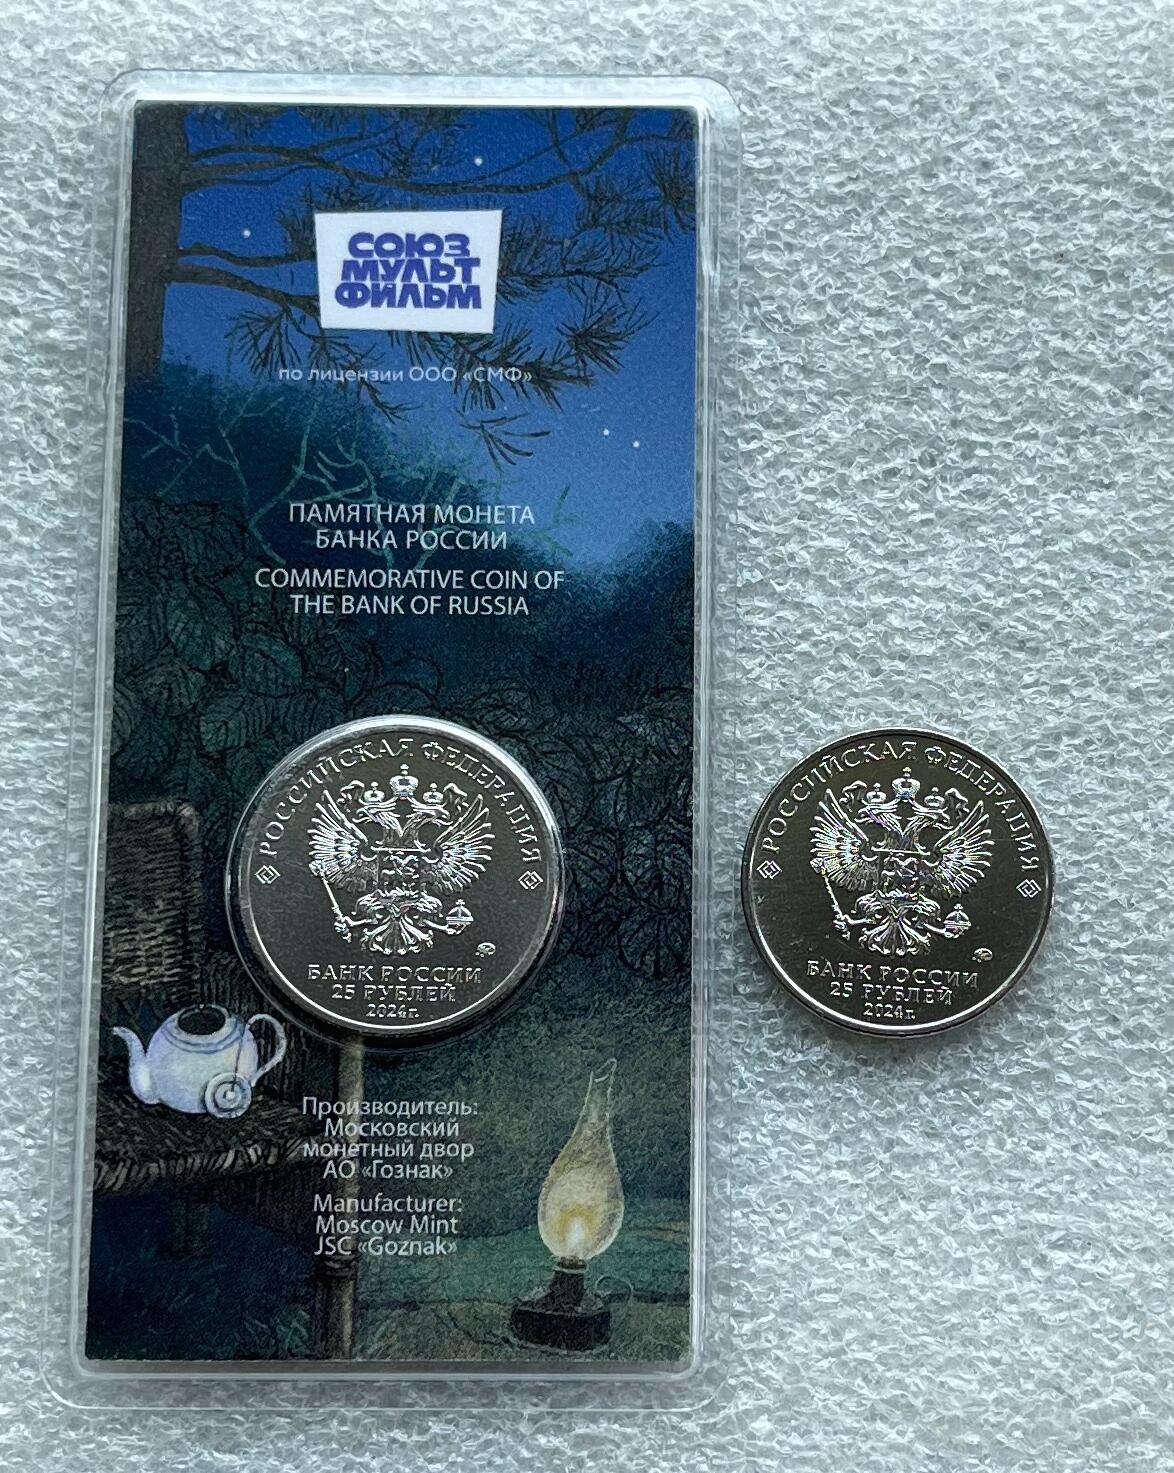 СОЮЗ
МУЛЬТ
ФИЛЬМ
по лицензии ООО «СМФ»
ПАМЯТНАЯ МОНЕТА
БАНКА РОССИИ
COMMEMORATIVE COIN OF
THE BANK OF RUSSIA
РОССИЙСКАЯ ФЕДЕРАЦИЯ
БАНК РОССИИ
25 РУБЛЕЙ
2024 г.
РОССИЙСКАЯ ФЕДЕРАЦИЯ
БАНК РОССИИ
25 РУБЛЕЙ
2024 г.
Производитель:
Московский
монетный двор
АО «Гознак»
Manufacturer:
Moscow Mint
JSC «Goznak»